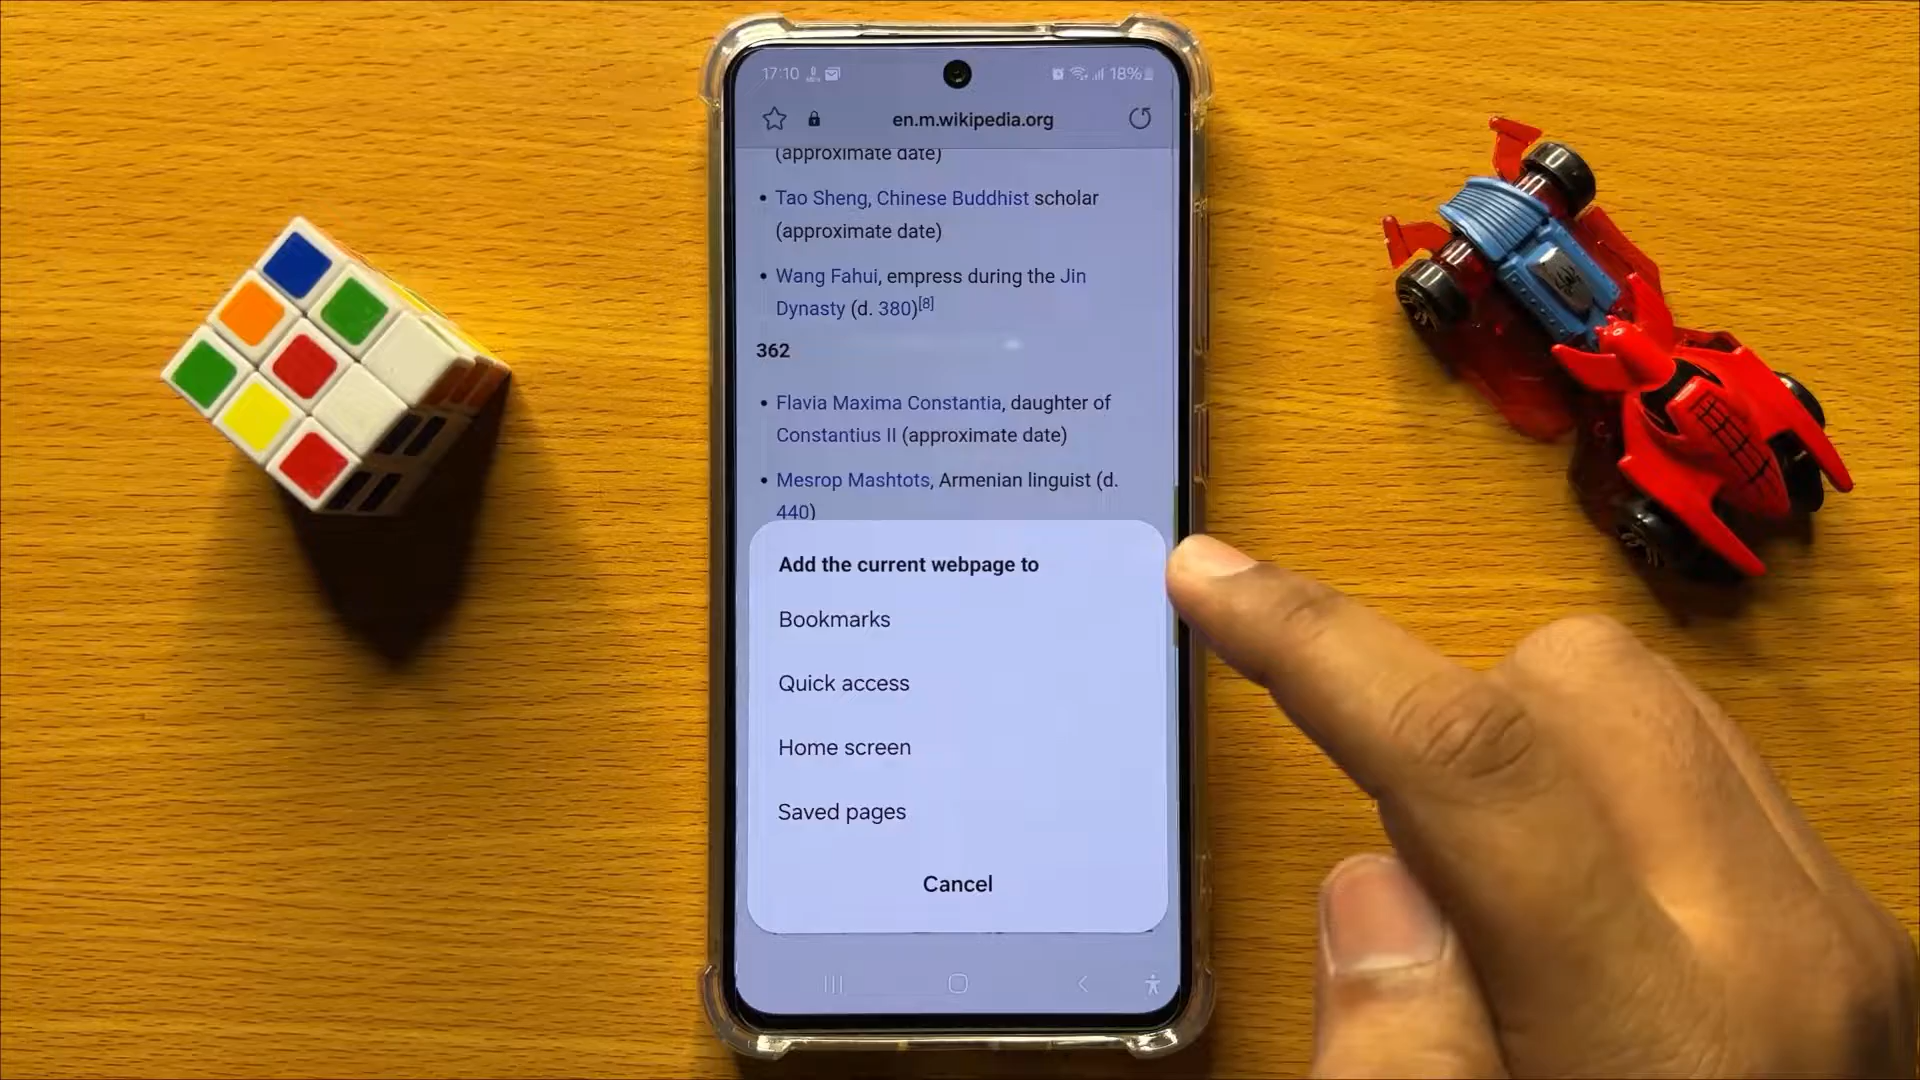 17:10 18%
en.m.wikipedia.org
(approximate date)
• Tao Sheng, Chinese Buddhist scholar
(approximate date)
• Wang Fahui, empress during the Jin
Dynasty (d. 380)[8]
362
• Flavia Maxima Constantia, daughter of
Constantius II (approximate date)
• Mesrop Mashtots, Armenian linguist (d.
440)
Add the current webpage to
Bookmarks
Quick access
Home screen
Saved pages
Cancel